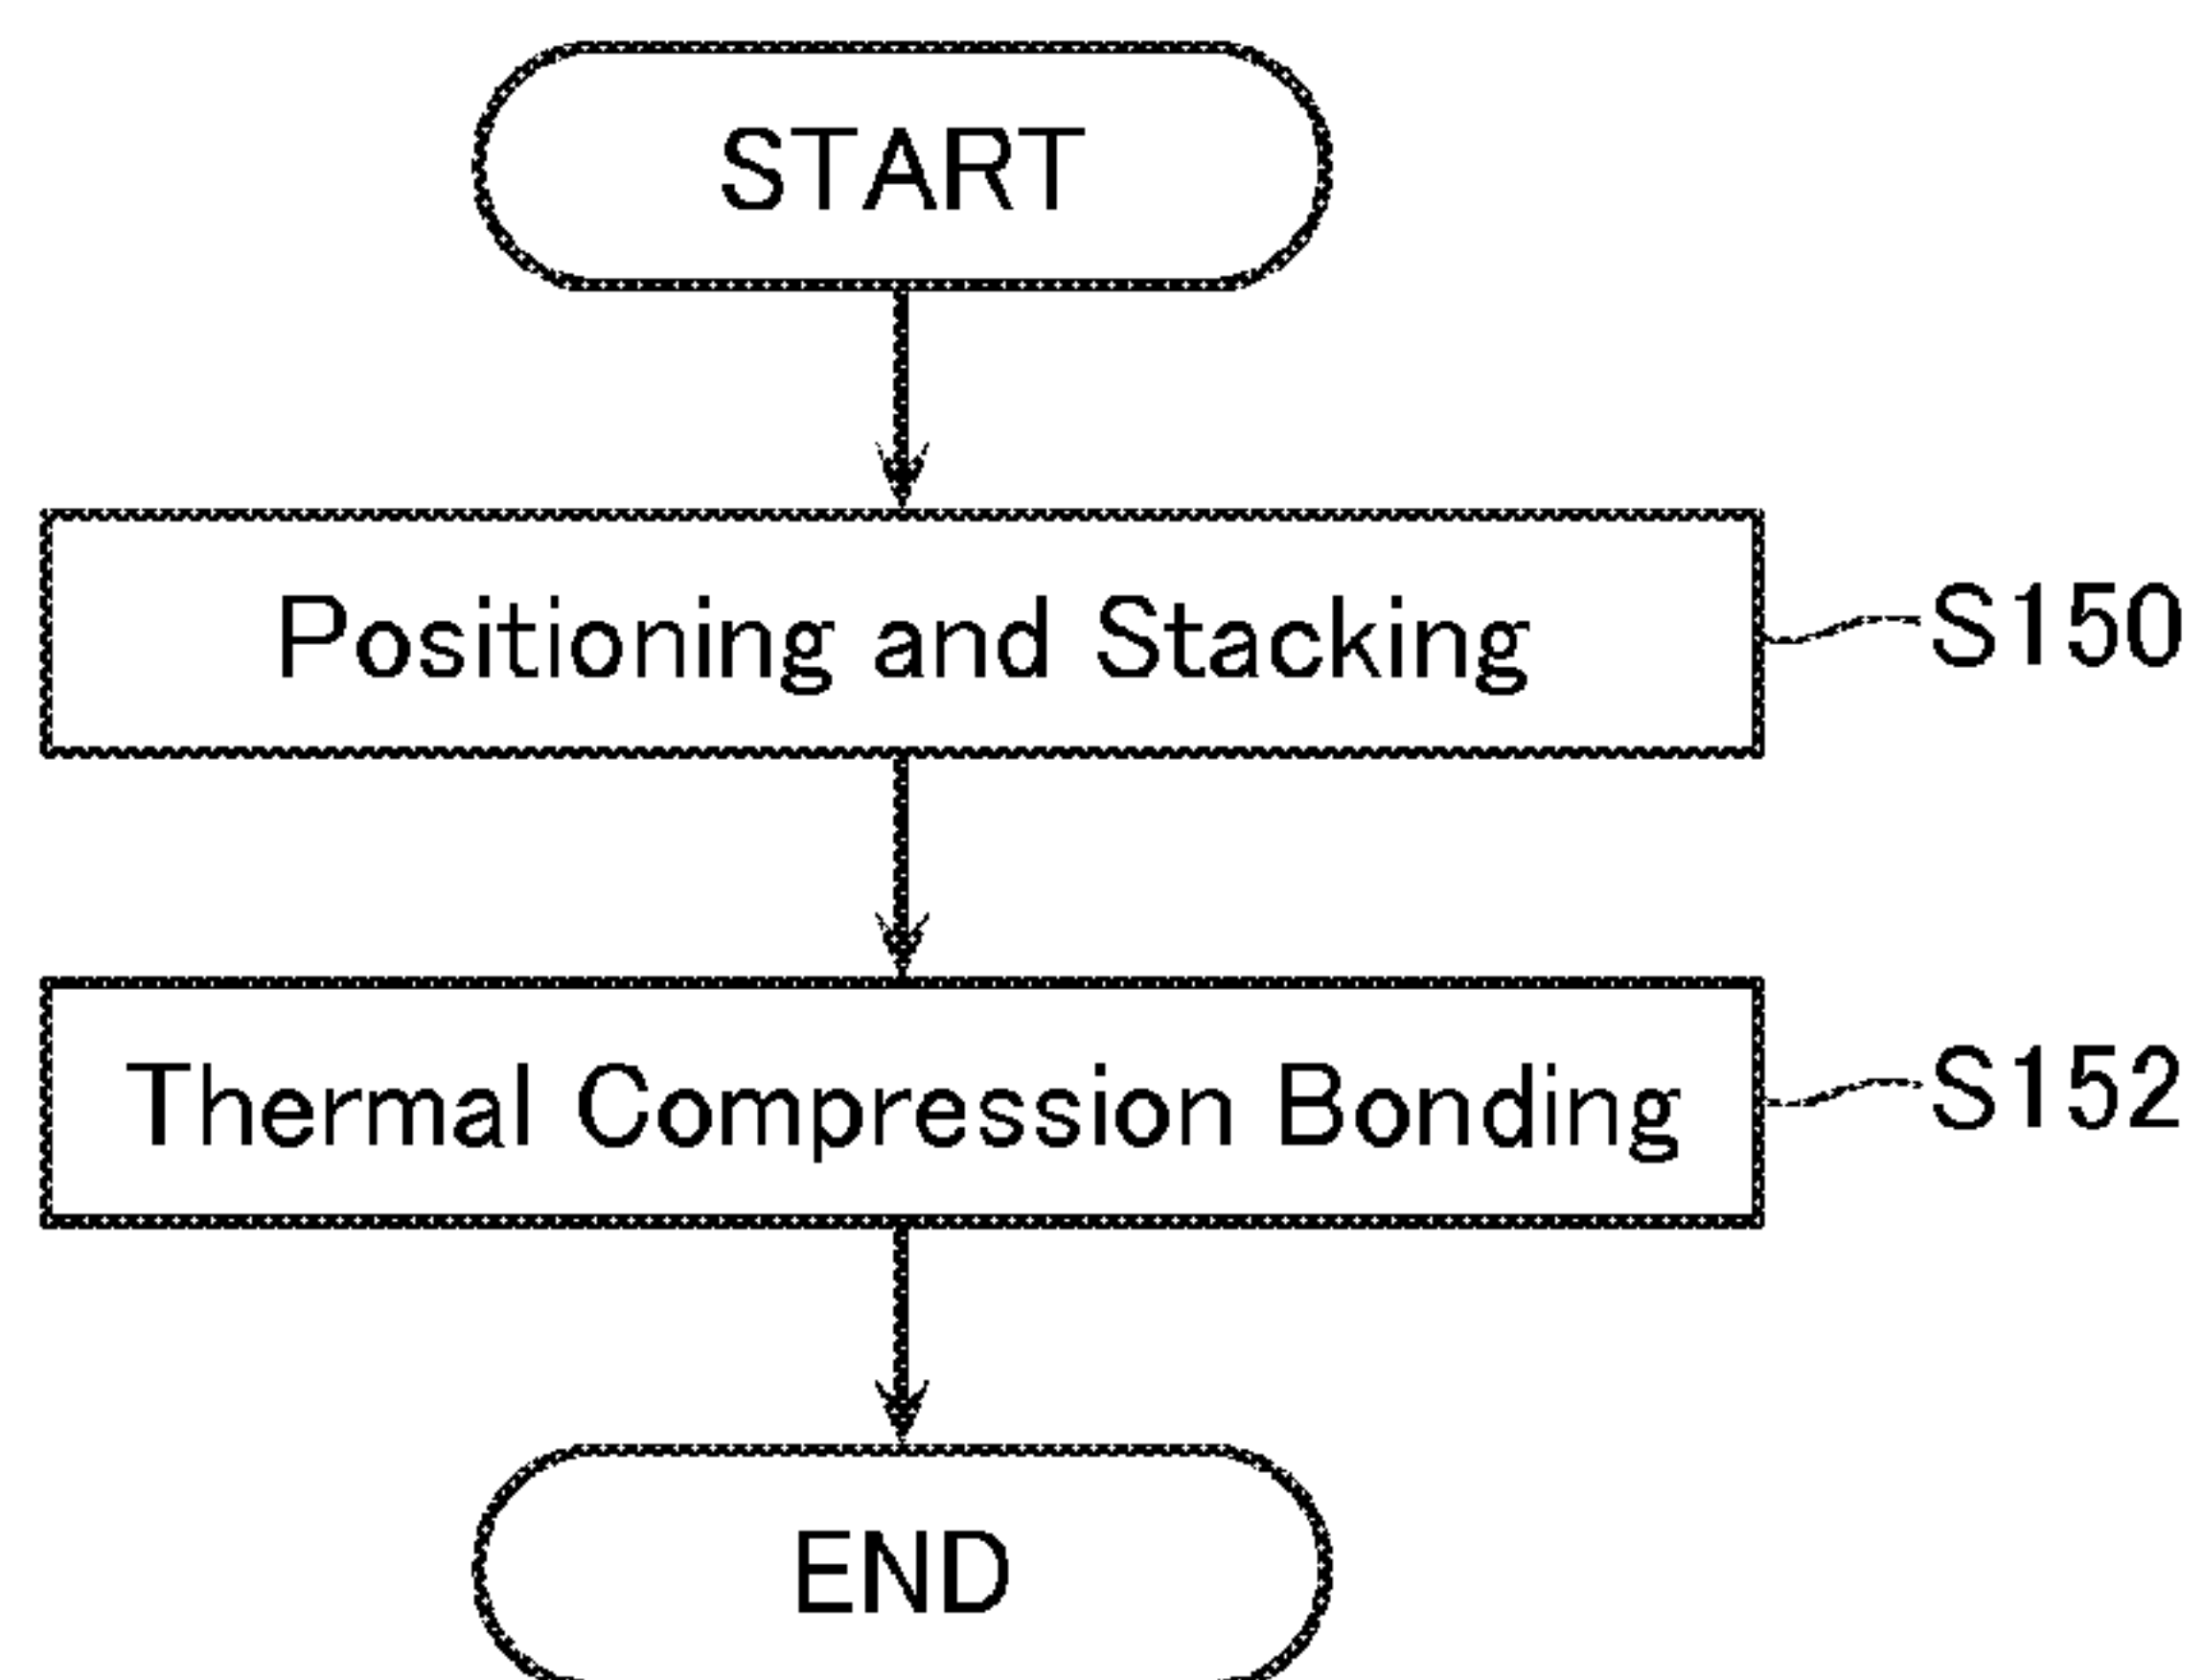 START
Positioning and Stacking
S150
Thermal Compression Bonding
S152
END